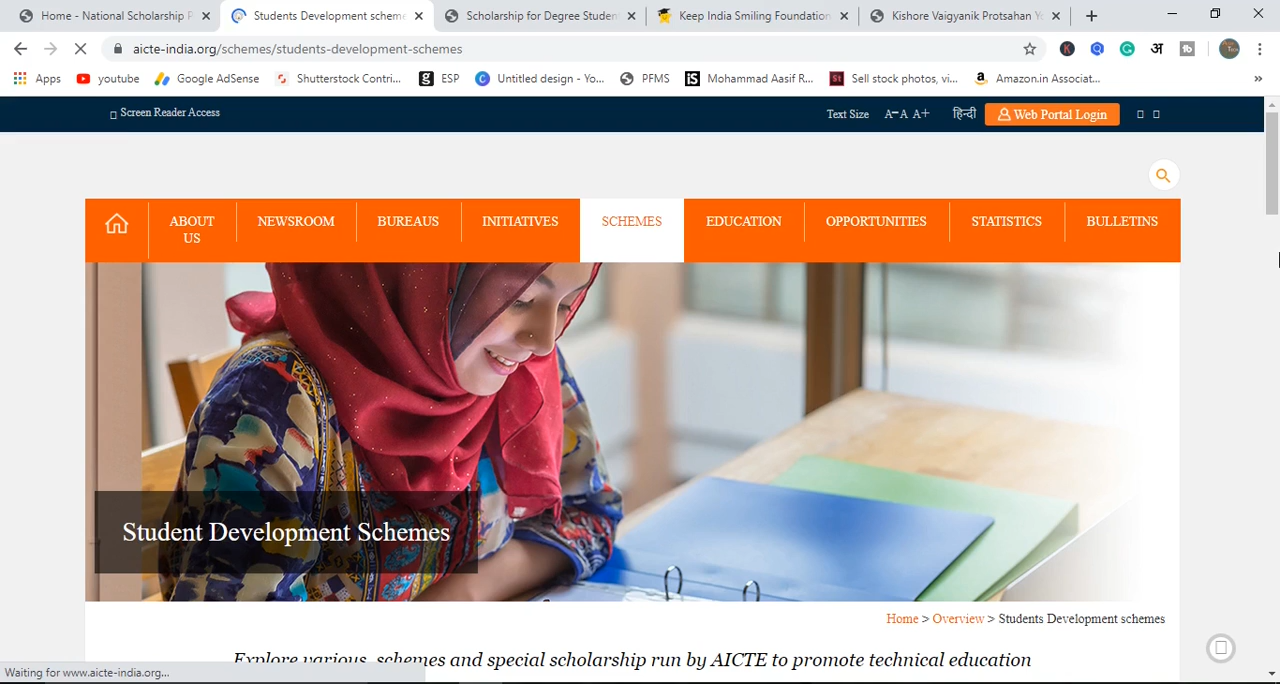 Home - National Scholarship P
Students Development scheme
Scholarship for Degree Studen
Keep India Smiling Foundation
Kishore Vaigyanik Protsahan Yo
aicte-india.org/schemes/students-development-schemes
Apps
youtube
Google AdSense
Shutterstock Contri...
ESP
Untitled design - Yo...
PFMS
Mohammad Aasif R...
Sell stock photos, vi...
Amazon.in Associat...
»
Screen Reader Access
Text Size
A− A A+
हिन्दी
Web Portal Login
ABOUT
US
NEWSROOM
BUREAUS
INITIATIVES
SCHEMES
EDUCATION
OPPORTUNITIES
STATISTICS
BULLETINS
Student Development Schemes
Home > Overview > Students Development schemes
Explore various schemes and special scholarship run by AICTE to promote technical education
Waiting for www.aicte-india.org...